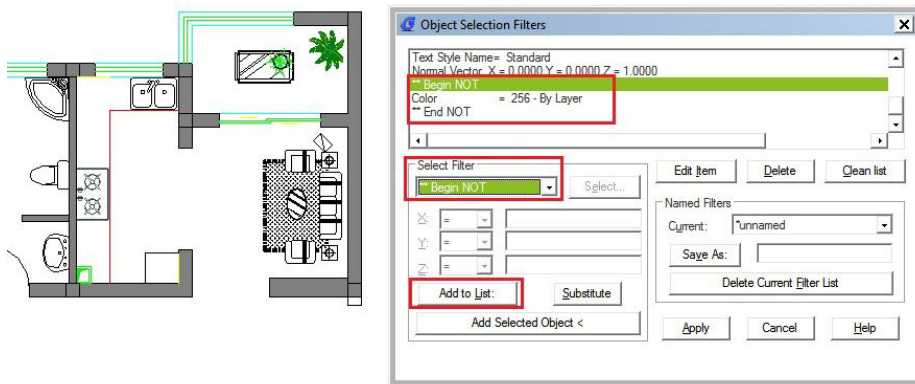 Object Selection Filters
Text Style Name= Standard
Normal Vector X = 0.0000 Y = 0.0000 Z = 1.0000
** Begin NOT
Color = 256 - By Layer
** End NOT
Select Filter
** Begin NOT
Select...
X: =
Y: =
Z: =
Add to List:
Substitute
Add Selected Object <
Edit Item
Delete
Clean list
Named Filters
Current: *unnamed
Save As:
Delete Current Filter List
Apply
Cancel
Help